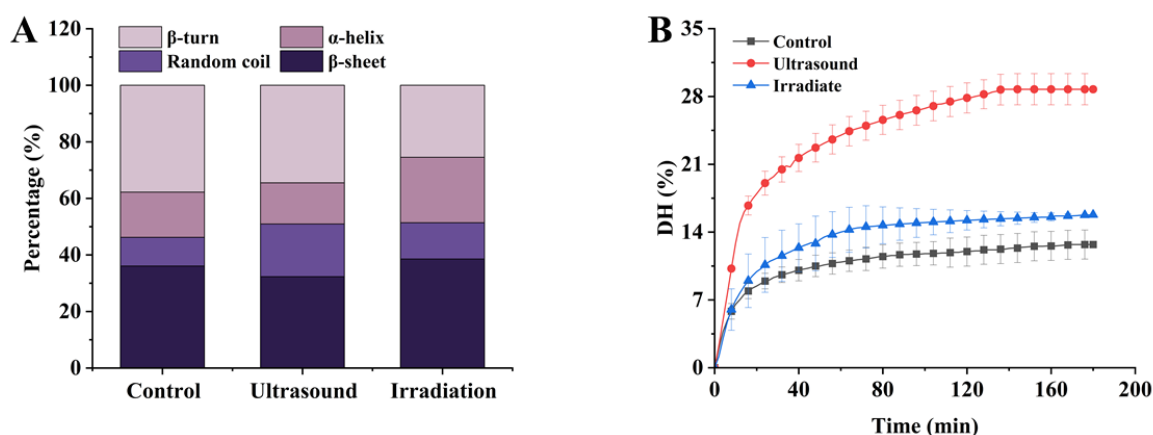 A
120
100
80
60
40
20
0
Percentage (%)
β-turn
α-helix
Random coil
β-sheet
Control
Ultrasound
Irradiation
B
35
28
21
14
7
0
DH (%)
Control
Ultrasound
Irradiate
0
40
80
120
160
200
Time (min)